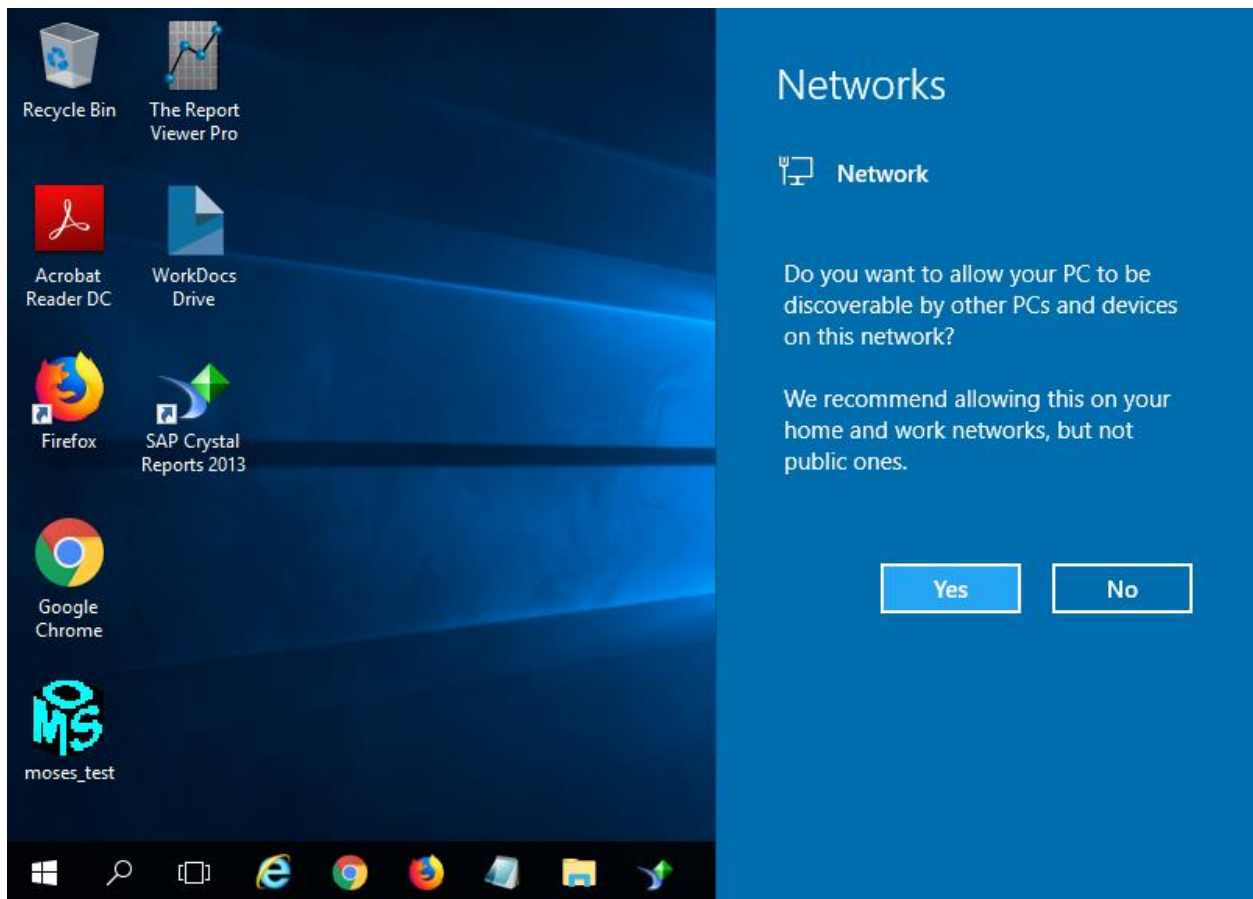 Recycle Bin
The Report
Viewer Pro
Acrobat
Reader DC
WorkDocs
Drive
Firefox
SAP Crystal
Reports 2013
Google
Chrome
MS
moses_test
Networks
Network
Do you want to allow your PC to be
discoverable by other PCs and devices
on this network?
We recommend allowing this on your
home and work networks, but not
public ones.
Yes
No